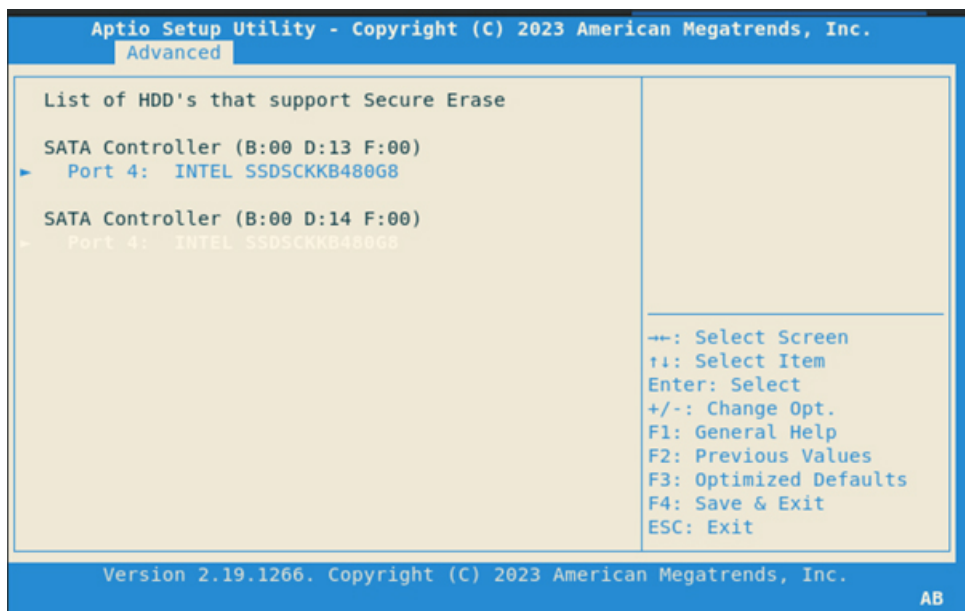 Aptio Setup Utility - Copyright (C) 2023 American Megatrends, Inc.
Advanced
List of HDD's that support Secure Erase
SATA Controller (B:00 D:13 F:00)
► Port 4: INTEL SSDSCKKB480G8
SATA Controller (B:00 D:14 F:00)
► Port 4: INTEL SSDSCKKB480G8
→←: Select Screen
↑↓: Select Item
Enter: Select
+/-: Change Opt.
F1: General Help
F2: Previous Values
F3: Optimized Defaults
F4: Save & Exit
ESC: Exit
Version 2.19.1266. Copyright (C) 2023 American Megatrends, Inc.
AB